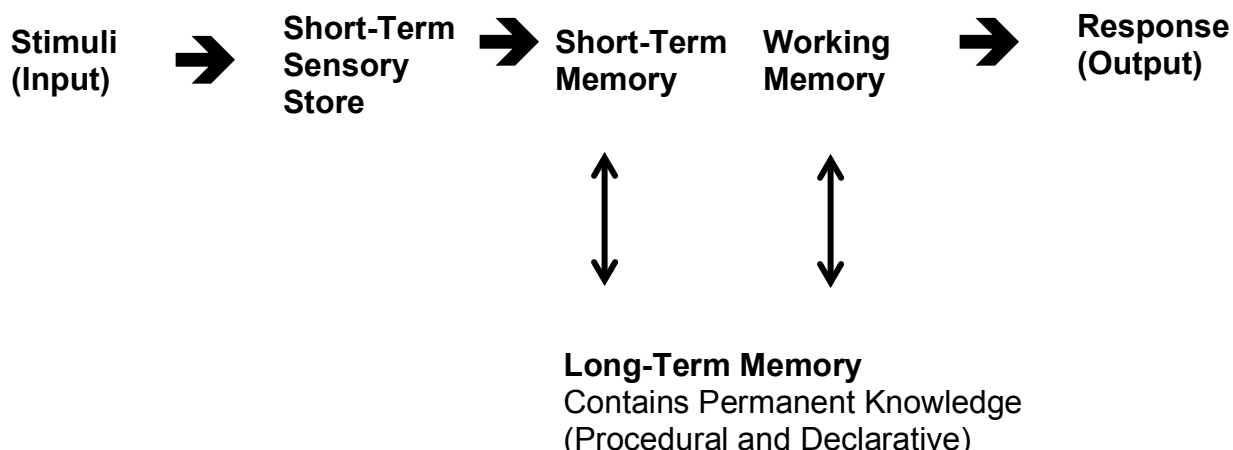 Stimuli
(Input)
Short-Term
Sensory
Store
Short-Term
Memory
Working
Memory
Response
(Output)
Long-Term Memory
Contains Permanent Knowledge
(Procedural and Declarative)